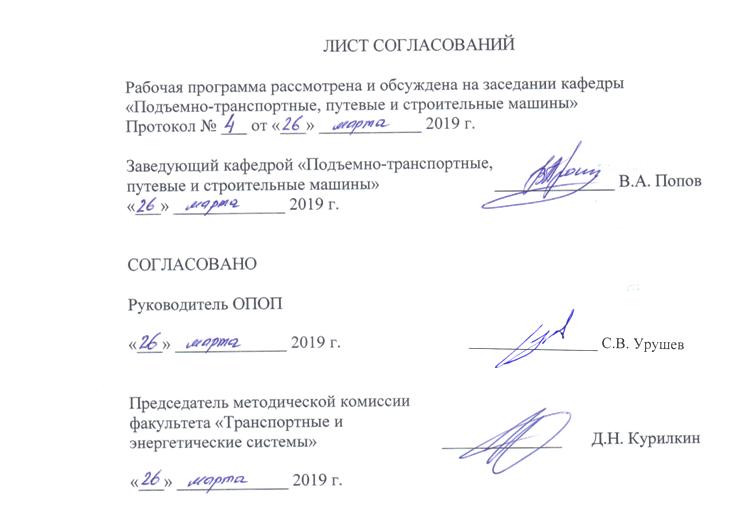 ЛИСТ СОГЛАСОВАНИЙ
Рабочая программа рассмотрена и обсуждена на заседании кафедры
«Подъемно-транспортные, путевые и строительные машины»
Протокол № 4 от «26» марта 2019 г.
Заведующий кафедрой «Подъемно-транспортные,
путевые и строительные машины» В.А. Попов
«26» марта 2019 г.
СОГЛАСОВАНО
Руководитель ОПОП
«26» марта 2019 г. С.В. Урушев
Председатель методической комиссии
факультета «Транспортные и
энергетические системы» Д.Н. Курилкин
«26» марта 2019 г.